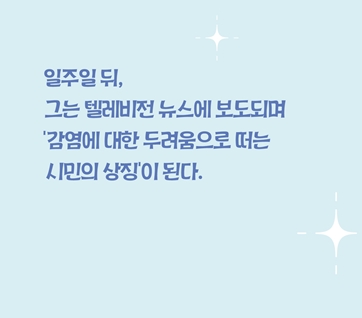 일주일 뒤,
그는 텔레비전 뉴스에 보도되며
'감염에 대한 두려움으로 떠는
시민의 상징'이 된다.